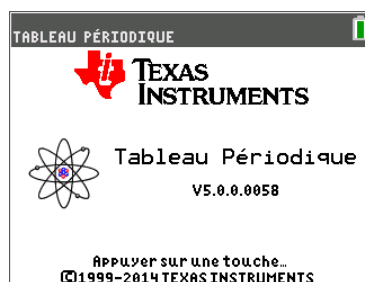 TABLEAU PÉRIODIQUE
TEXAS
INSTRUMENTS
Tableau Périodique
V5.0.0.0058
Appuyer sur une touche…
©1999-2014 TEXAS INSTRUMENTS